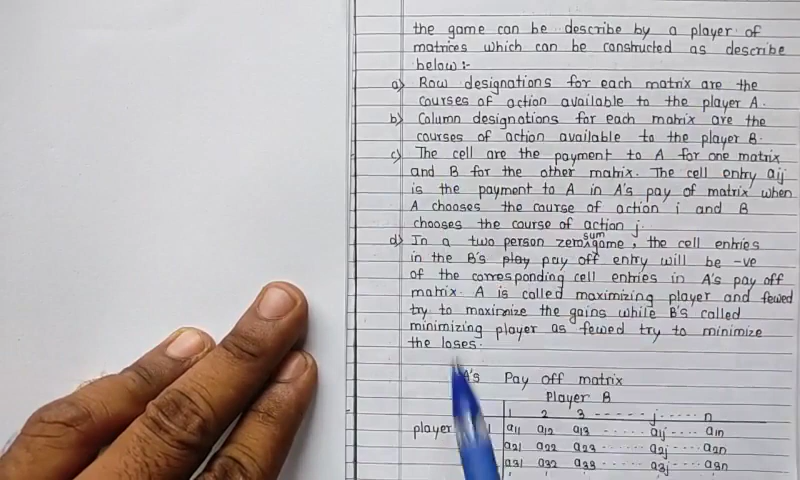 the game can be describe by a player of
matrices which can be constructed as describe
below :-
a) Row designations for each matrix are the
courses of action available to the player A.
b) Column designations for each matrix are the
courses of action available to the player B.
c) The cell are the payment to A for one matrix
and B for the other matrix. The cell entry aij
is the payment to A in A's pay of matrix when
A chooses the course of action i and B
chooses the course of action j.
d) In a two person zero sum game, the cell entries
in the B's play pay off entry will be -ve
of the corresponding cell entries in A's pay off
matrix. A is called maximizing player and fewed
try to maximize the gains while B's called
minimizing player as fewed try to minimize
the loses.
A's Pay off matrix
Player B
1 2 3 ----- j ----- n
player a11 a12 a13 ----- a1j ---- a1n
a21 a22 a23 ------ a2j ---- a2n
a31 a32 a33 ----- a3j ---- a3n